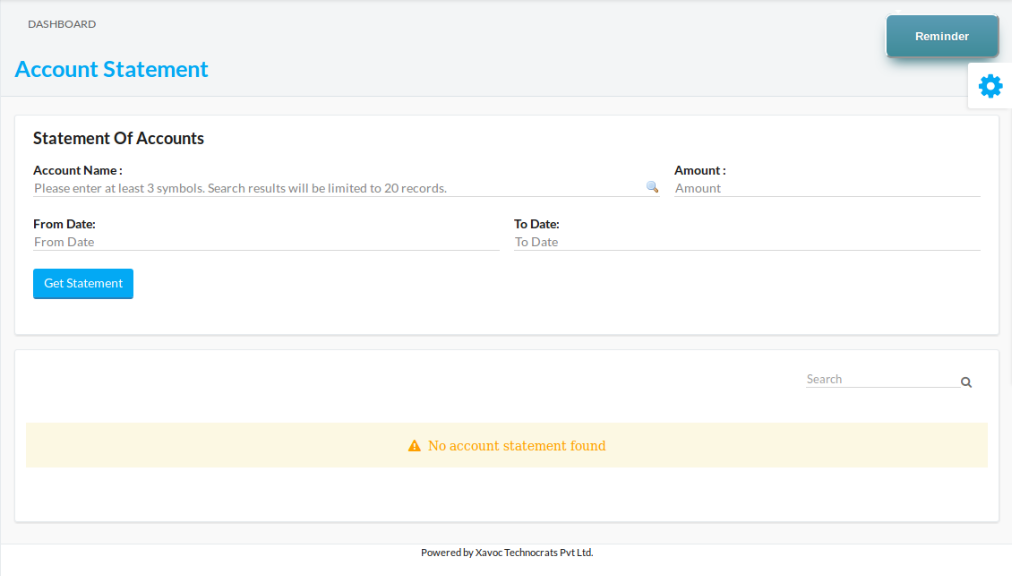 DASHBOARD
Reminder
Account Statement
Statement Of Accounts
Account Name :
Amount :
Please enter at least 3 symbols. Search results will be limited to 20 records.
Amount
From Date:
To Date:
From Date
To Date
Get Statement
Search
No account statement found
Powered by Xavoc Technocrats Pvt Ltd.